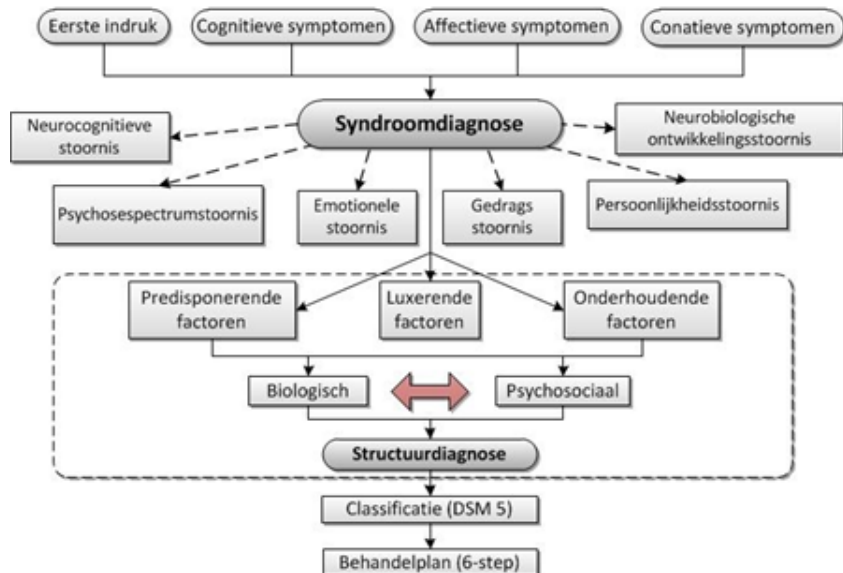 Eerste indruk
Cognitieve symptomen
Affectieve symptomen
Conatieve symptomen
Syndroomdiagnose
Neurocognitieve
stoornis
Neurobiologische
ontwikkelingsstoornis
Psychosespectrumstoornis
Emotionele
stoornis
Gedrags
stoornis
Persoonlijkheidsstoornis
Predisponerende
factoren
Luxerende
factoren
Onderhoudende
factoren
Biologisch
Psychosociaal
Structuurdiagnose
Classificatie (DSM 5)
Behandelplan (6-step)